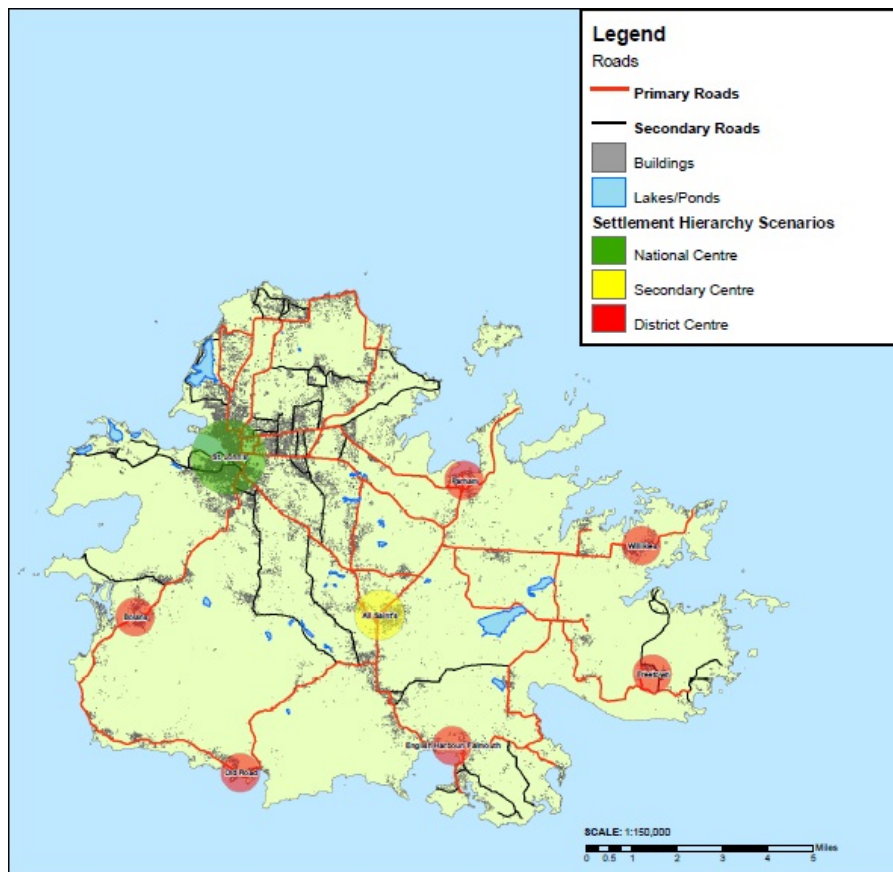 Legend
Roads
Primary Roads
Secondary Roads
Buildings
Lakes/Ponds
Settlement Hierarchy Scenarios
National Centre
Secondary Centre
District Centre
St. John's
Parham
Willikies
All Saint's
Bolans
Freetown
English Harbour/ Falmouth
Old Road
SCALE: 1:150,000
Miles
0 0.5 1 2 3 4 5